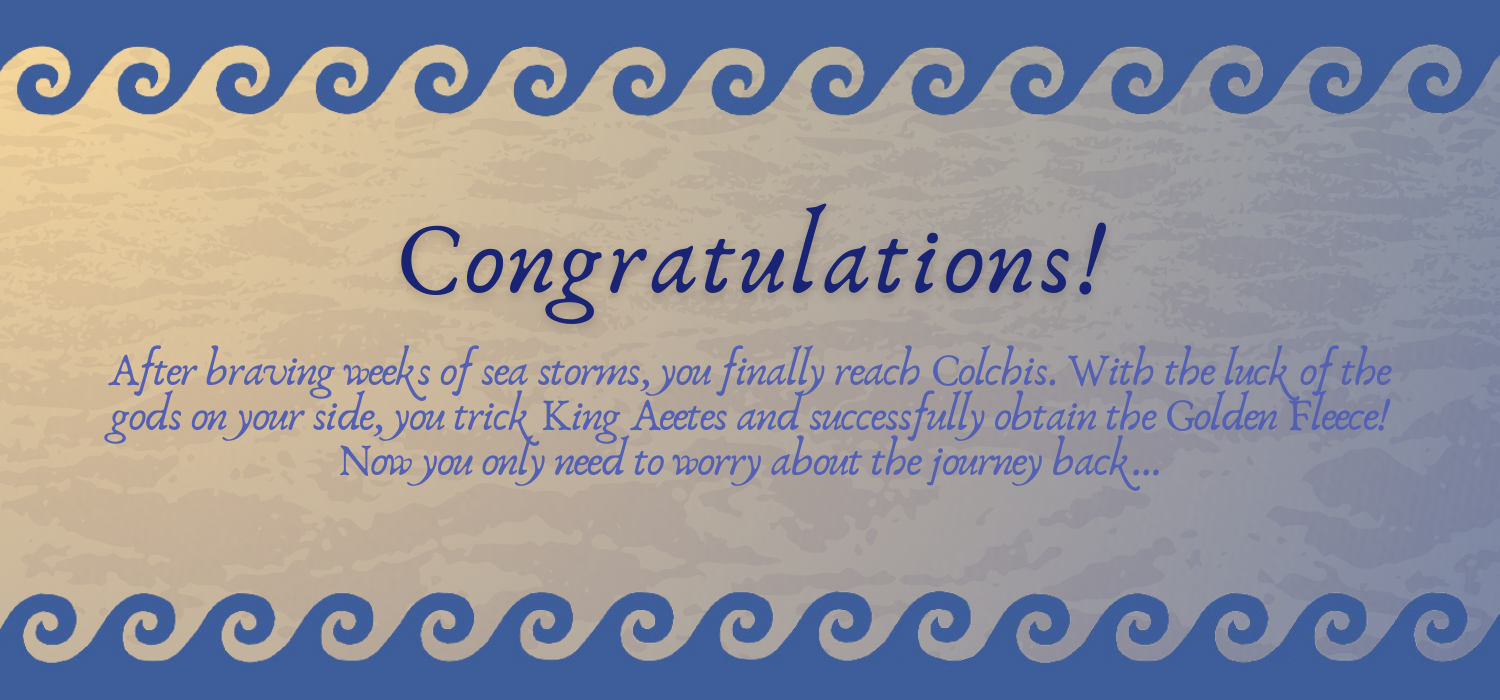 Congratulations!
After braving weeks of sea storms, you finally reach Colchis. With the luck of the
gods on your side, you trick King Aeetes and successfully obtain the Golden Fleece!
Now you only need to worry about the journey back...